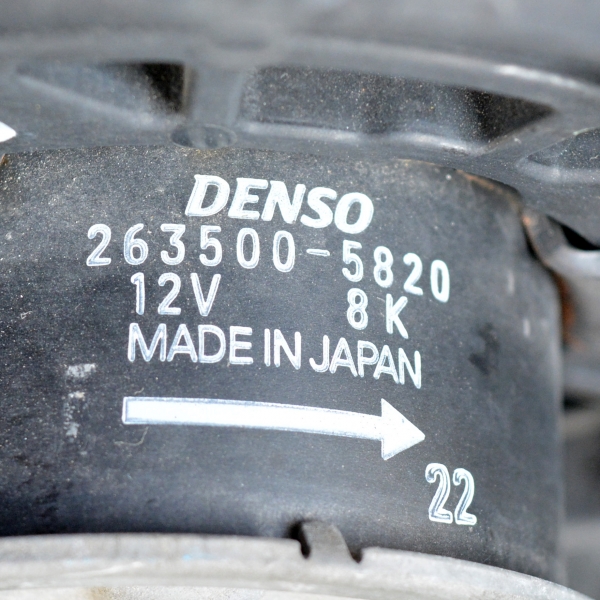 DENSO
263500-5820
12V 8K
MADE IN JAPAN
22